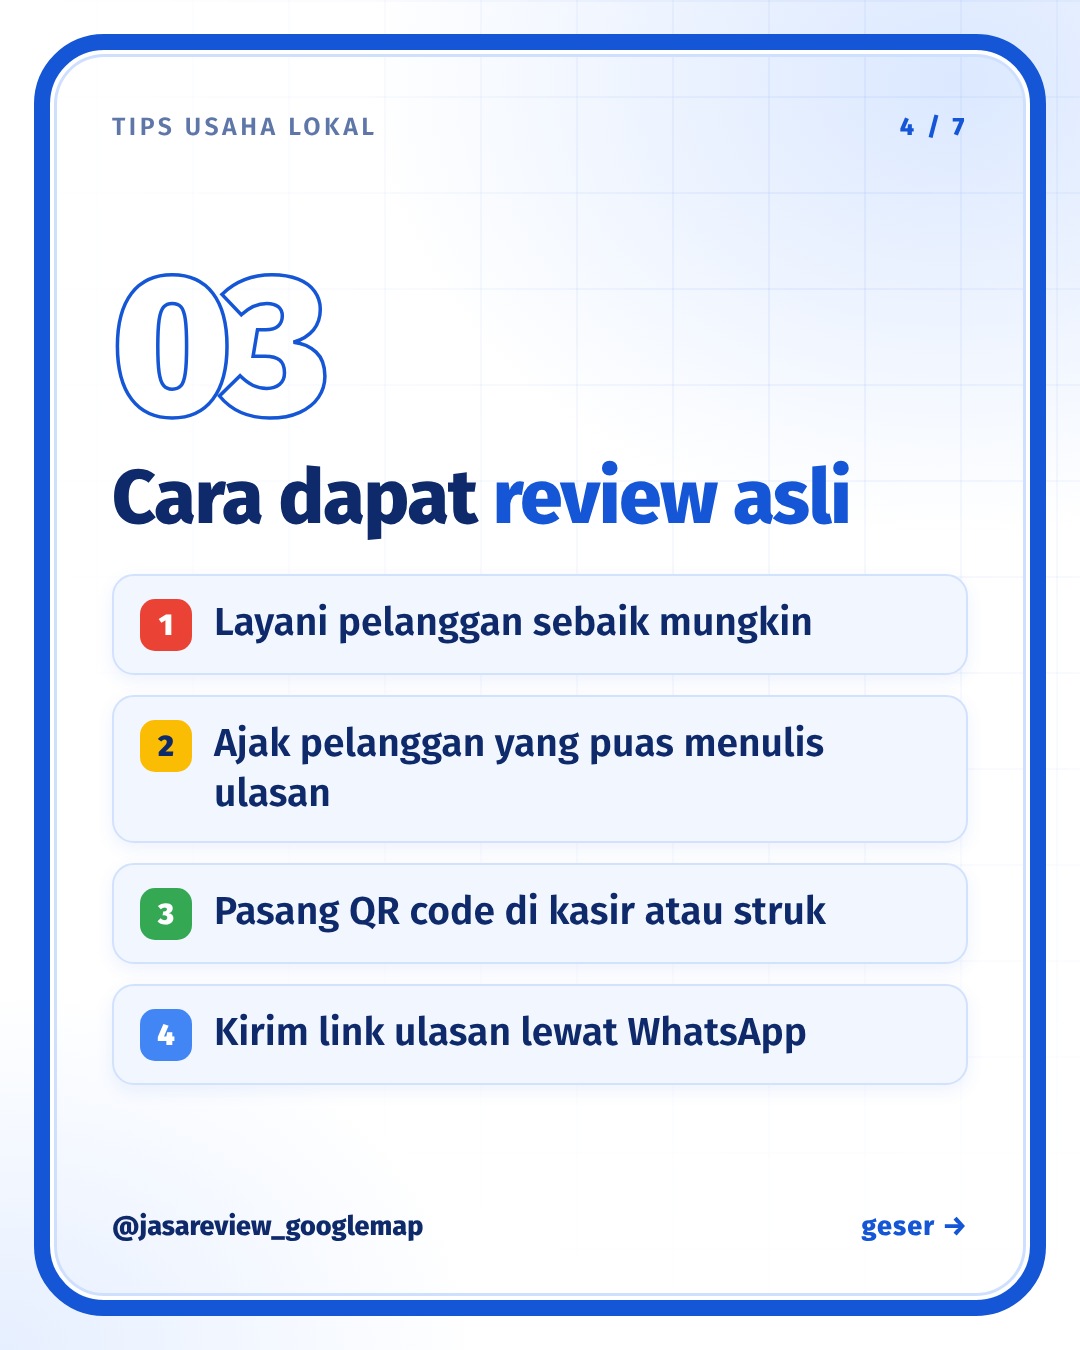 TIPS USAHA LOKAL
4 / 7
03
Cara dapat review asli
1 Layani pelanggan sebaik mungkin
2 Ajak pelanggan yang puas menulis
ulasan
3 Pasang QR code di kasir atau struk
4 Kirim link ulasan lewat WhatsApp
@jasareview_googlemap
geser →